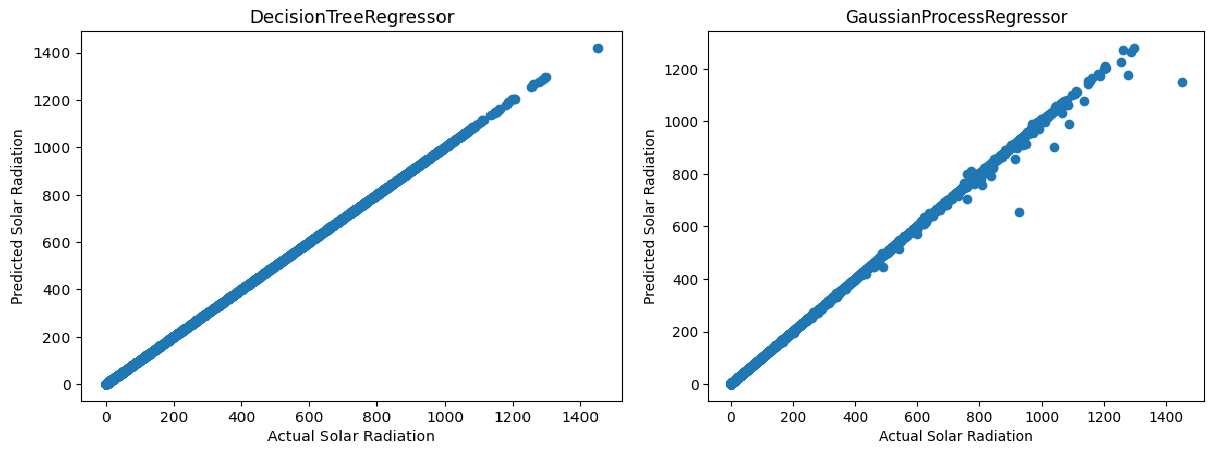 DecisionTreeRegressor
Predicted Solar Radiation
1400
1200
1000
800
600
400
200
0
0 200 400 600 800 1000 1200 1400
Actual Solar Radiation
GaussianProcessRegressor
Predicted Solar Radiation
1200
1000
800
600
400
200
0
0 200 400 600 800 1000 1200 1400
Actual Solar Radiation